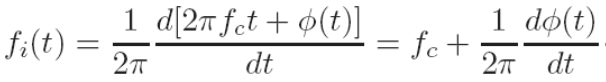 f_i(t) = \frac{1}{2\pi} \frac{d[2\pi f_c t + \phi(t)]}{dt} = f_c + \frac{1}{2\pi} \frac{d\phi(t)}{dt}.